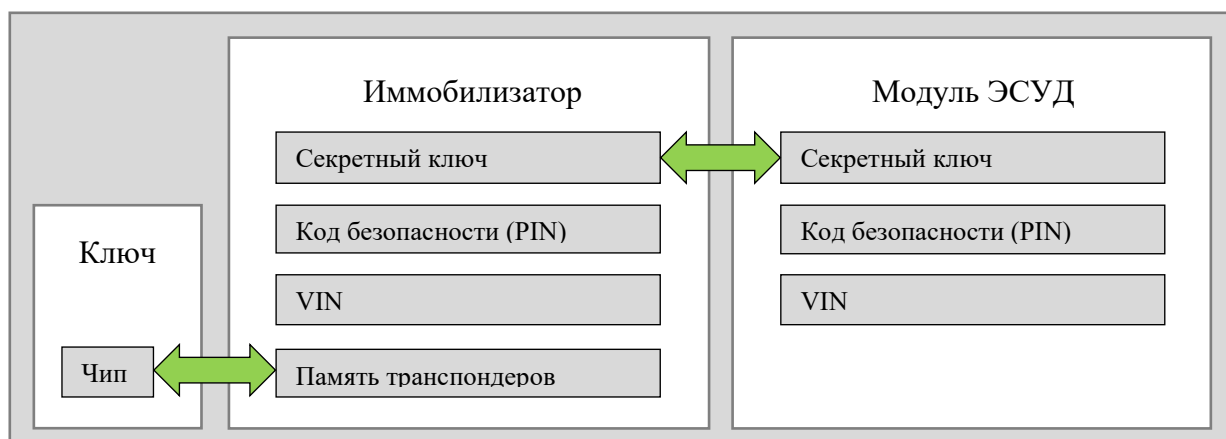 Иммобилизатор
Модуль ЭСУД
Секретный ключ
Секретный ключ
Код безопасности (PIN)
Код безопасности (PIN)
Ключ
VIN
VIN
Чип
Память транспондеров